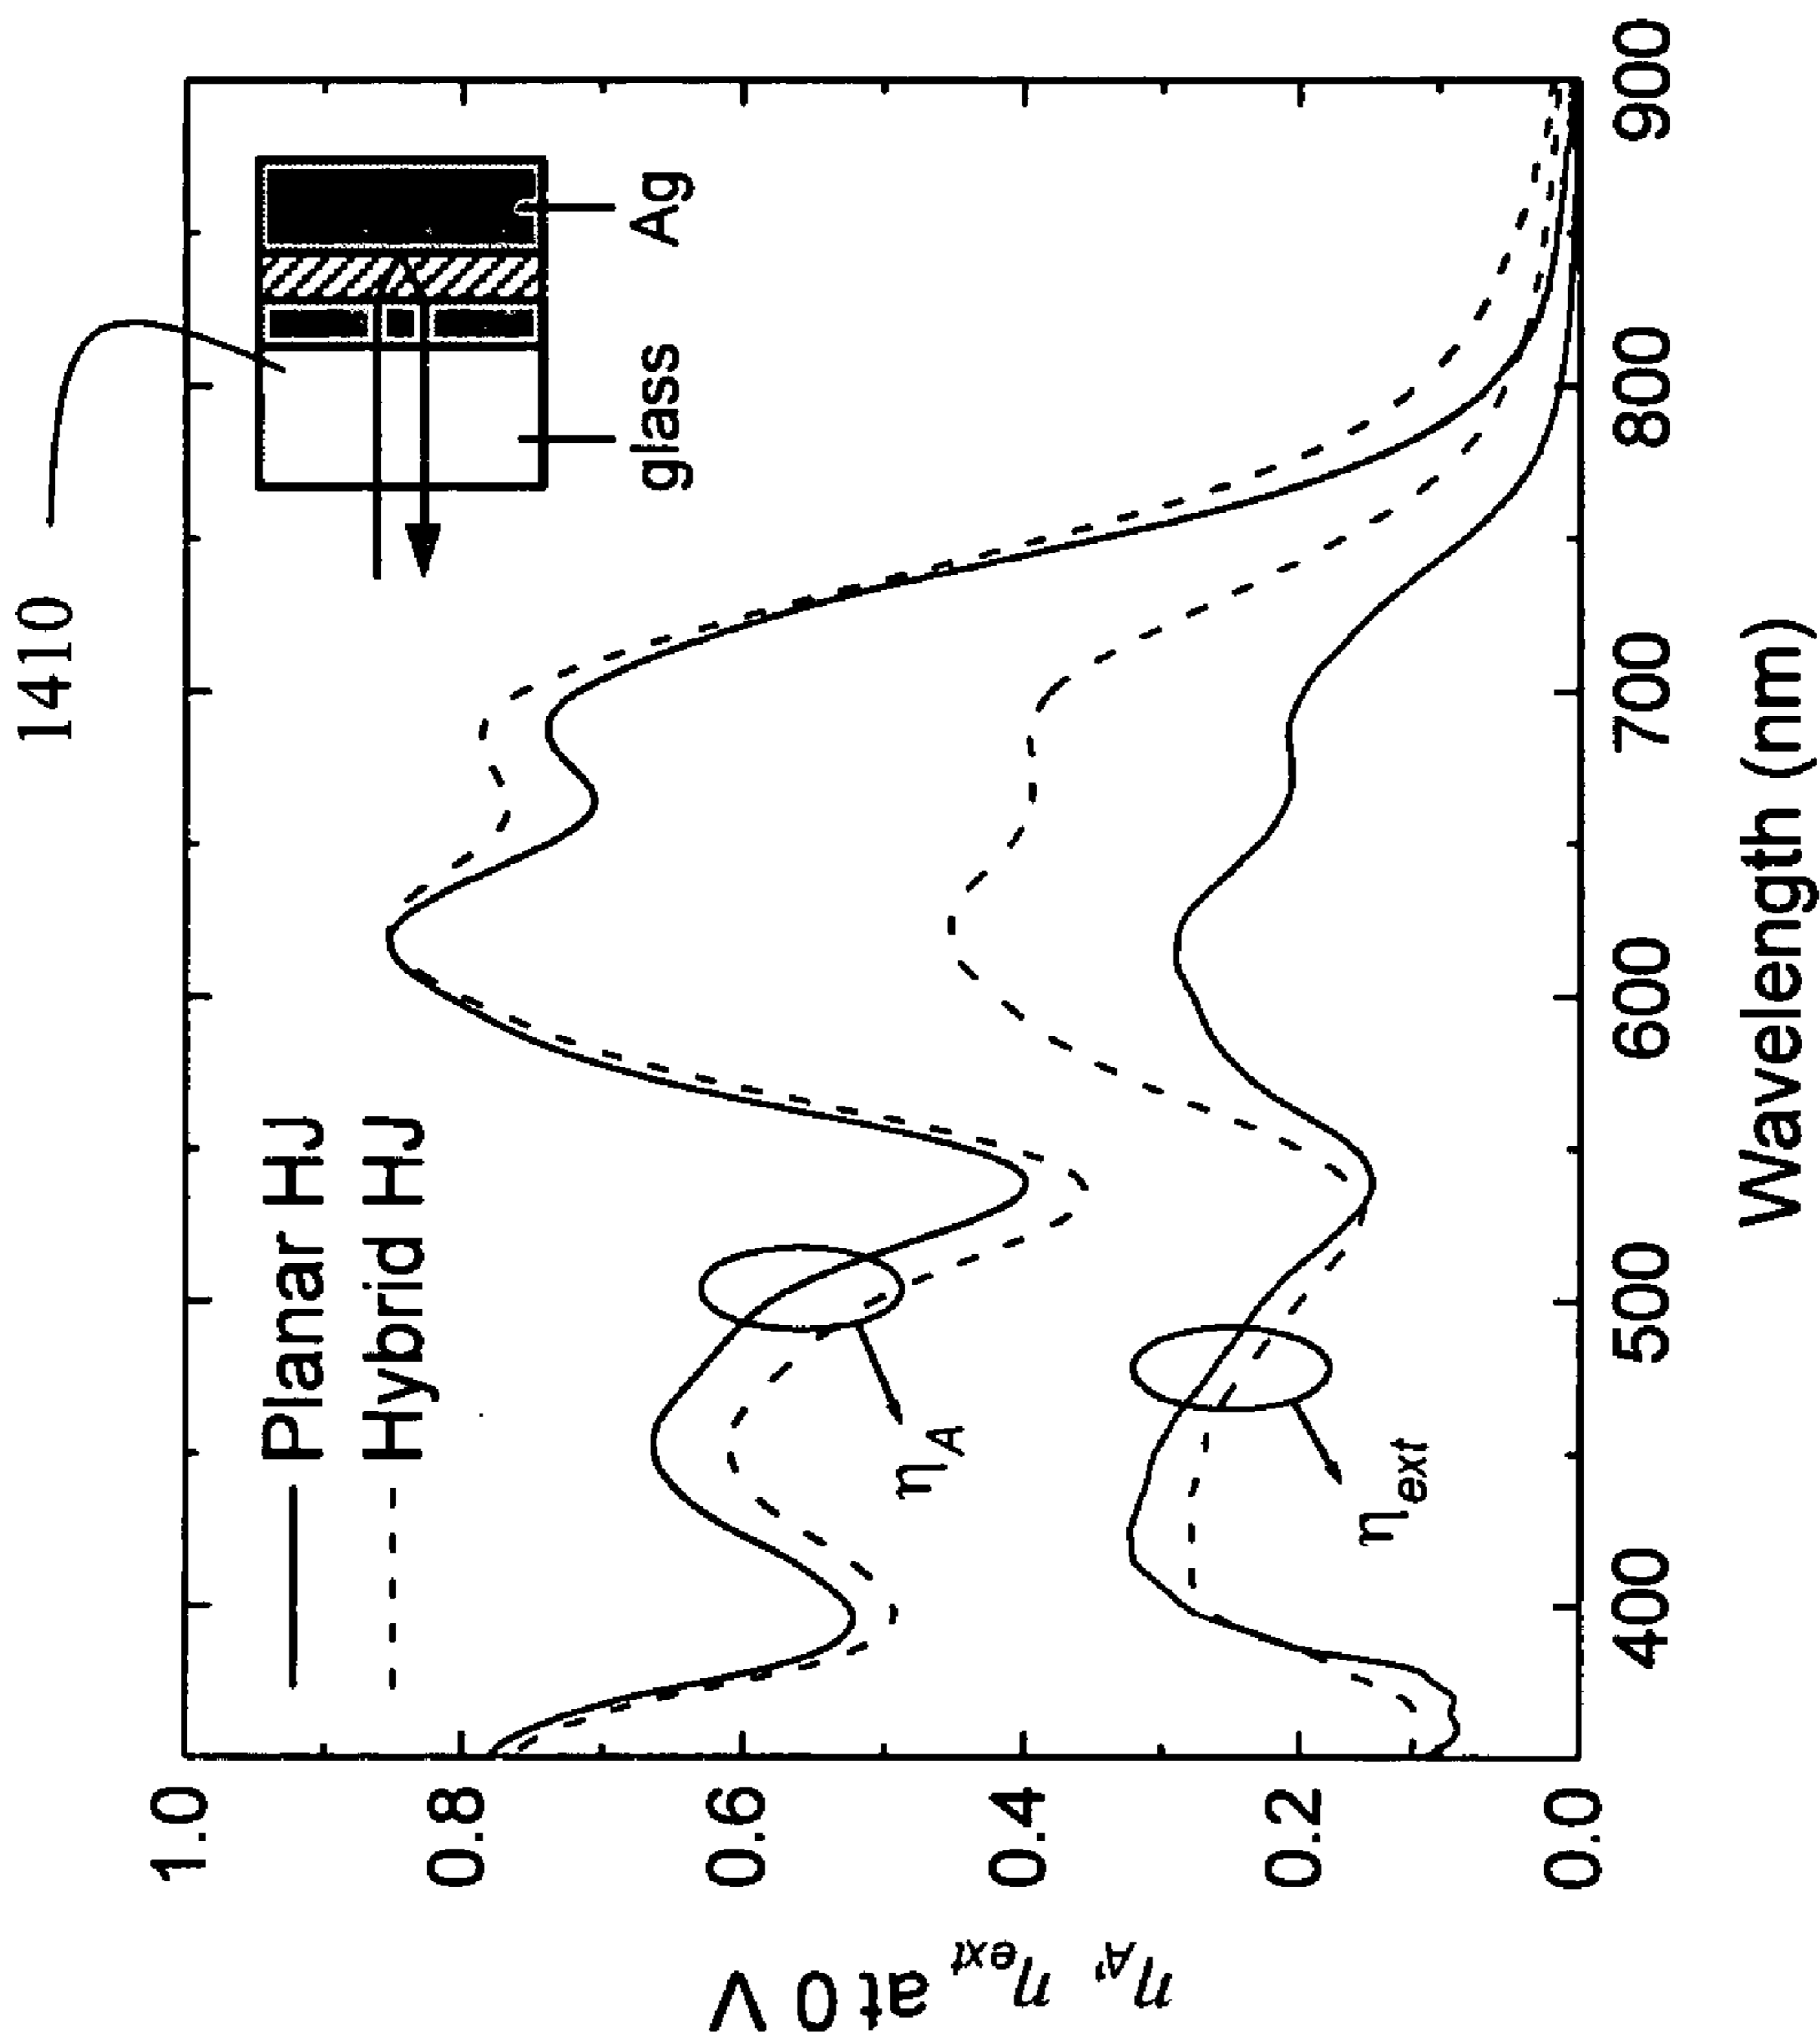 1410
Planar HJ
Hybrid HJ
glass
Ag
ηA
ηext
1.0
0.8
0.6
0.4
0.2
0.0
ηA, ηext at 0 V
400
500
600
700
800
900
Wavelength (nm)